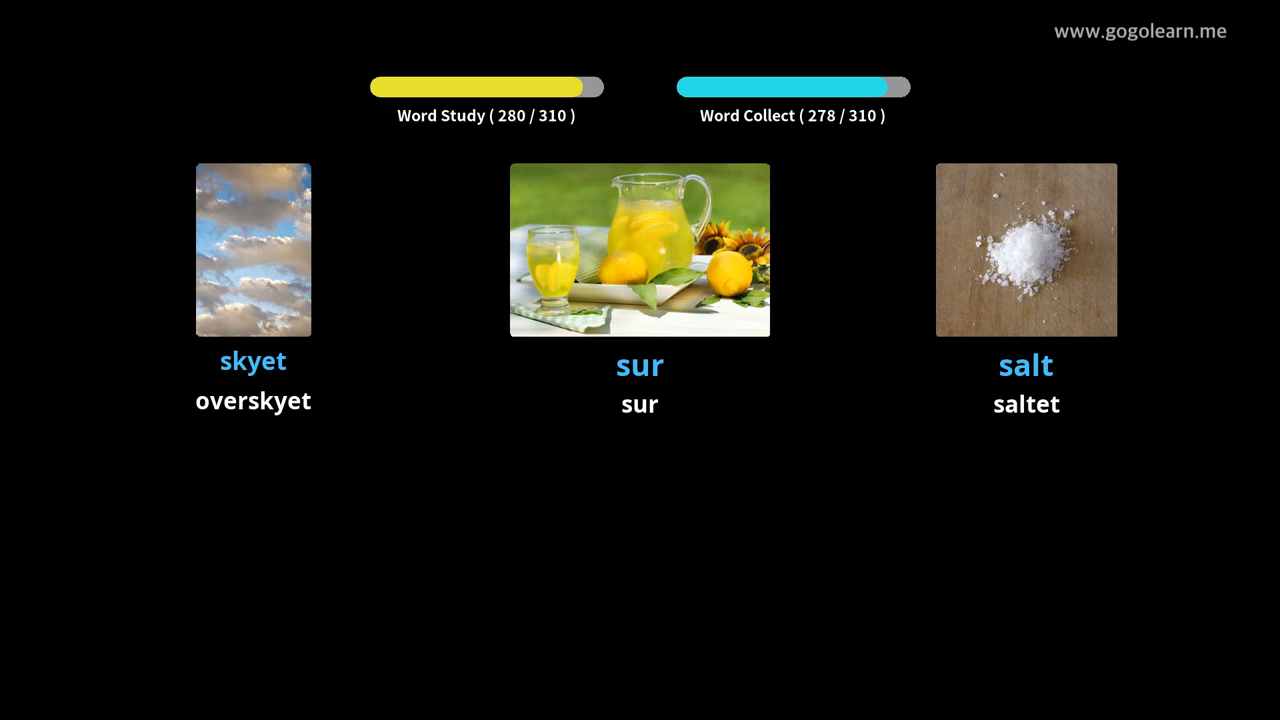 www.gogolearn.me
Word Study ( 280 / 310 )
Word Collect ( 278 / 310 )
skyet
overskyet
sur
sur
salt
saltet